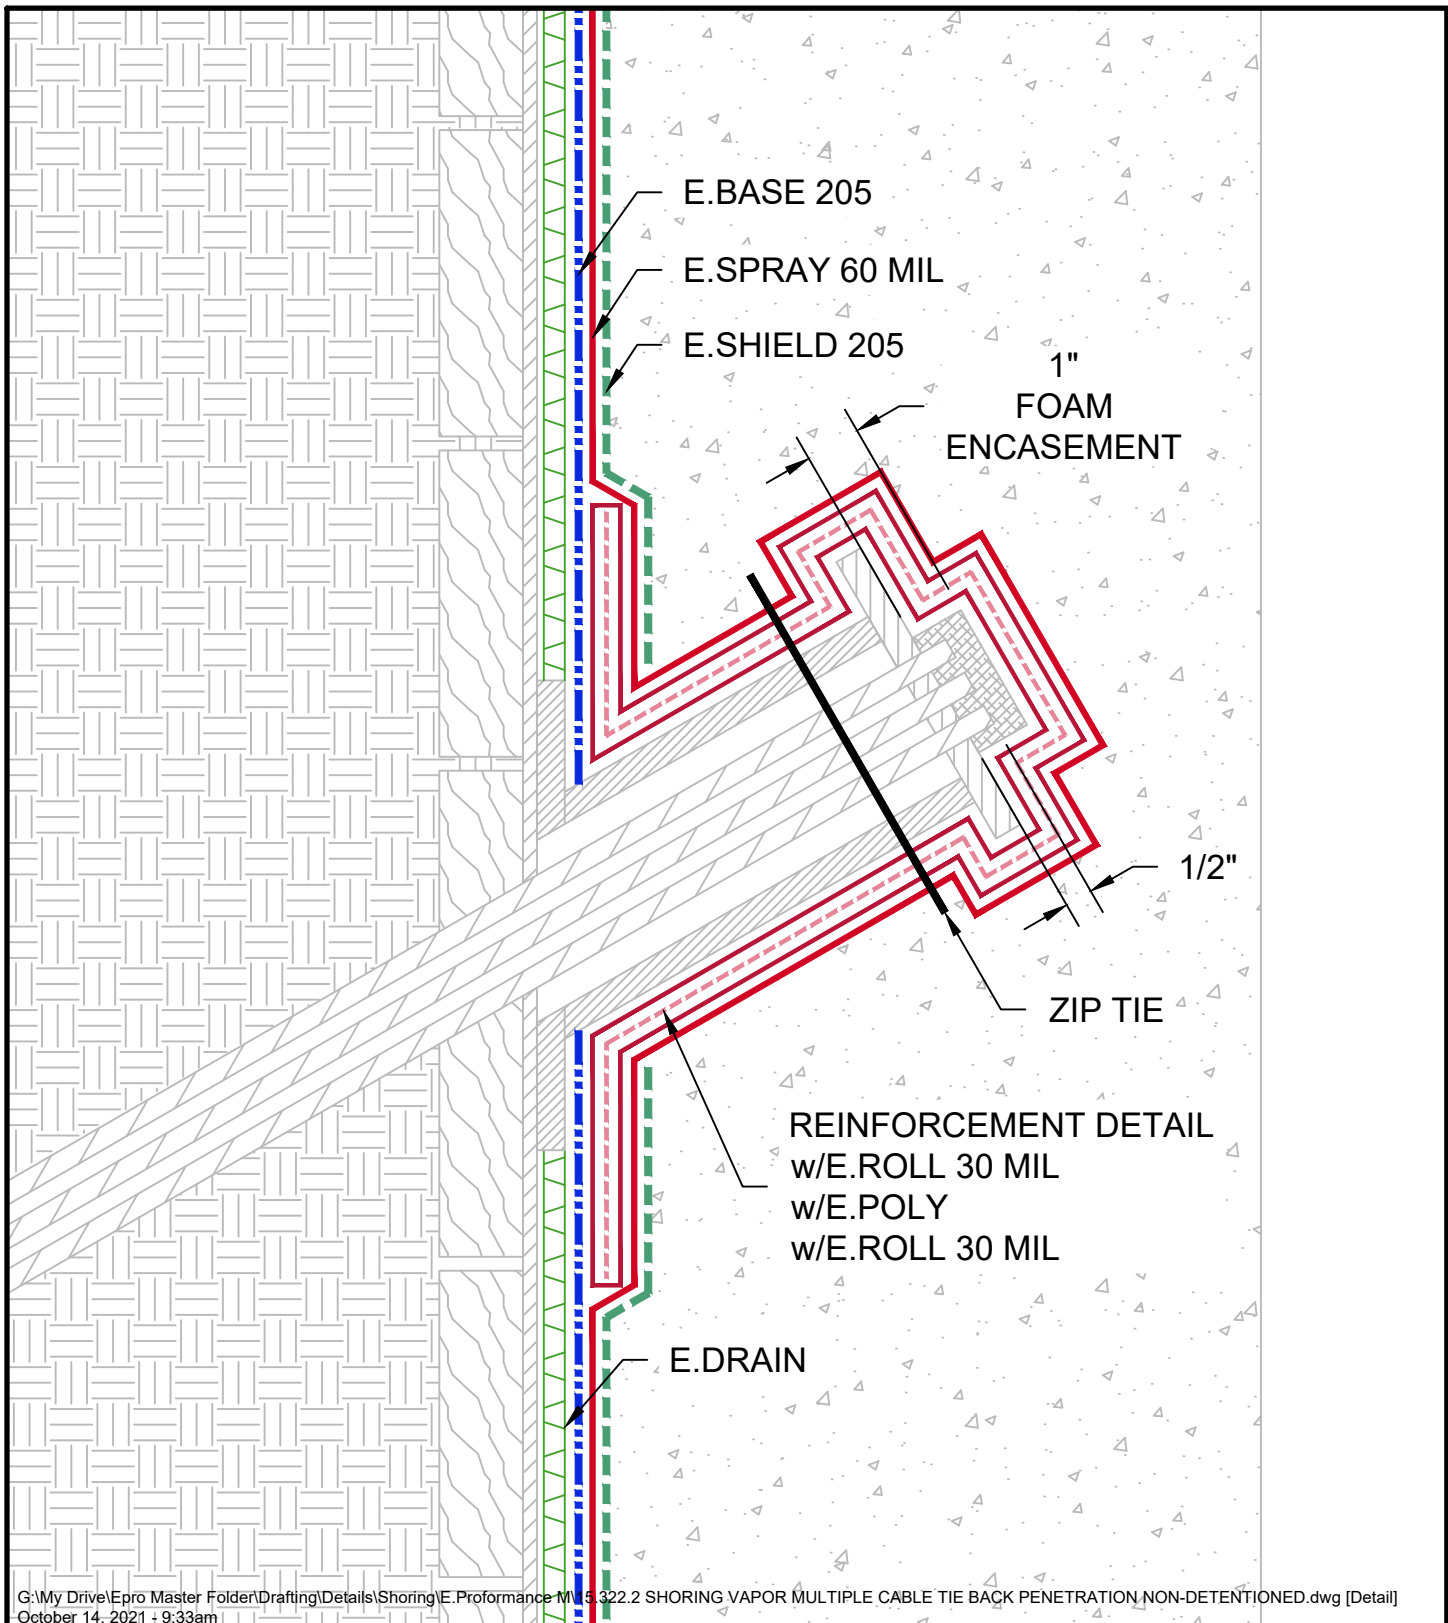 E.BASE 205
E.SPRAY 60 MIL
E.SHIELD 205
1"
FOAM
ENCASEMENT
1/2"
ZIP TIE
REINFORCEMENT DETAIL
w/E.ROLL 30 MIL
w/E.POLY
w/E.ROLL 30 MIL
E.DRAIN
G:\My Drive\Epro Master Folder\Drafting\Details\Shoring\E.Proformance-M\15.322.2 SHORING VAPOR MULTIPLE CABLE TIE BACK PENETRATION NON-DETENTIONED.dwg [Detail]
October 14, 2021 - 9:33am